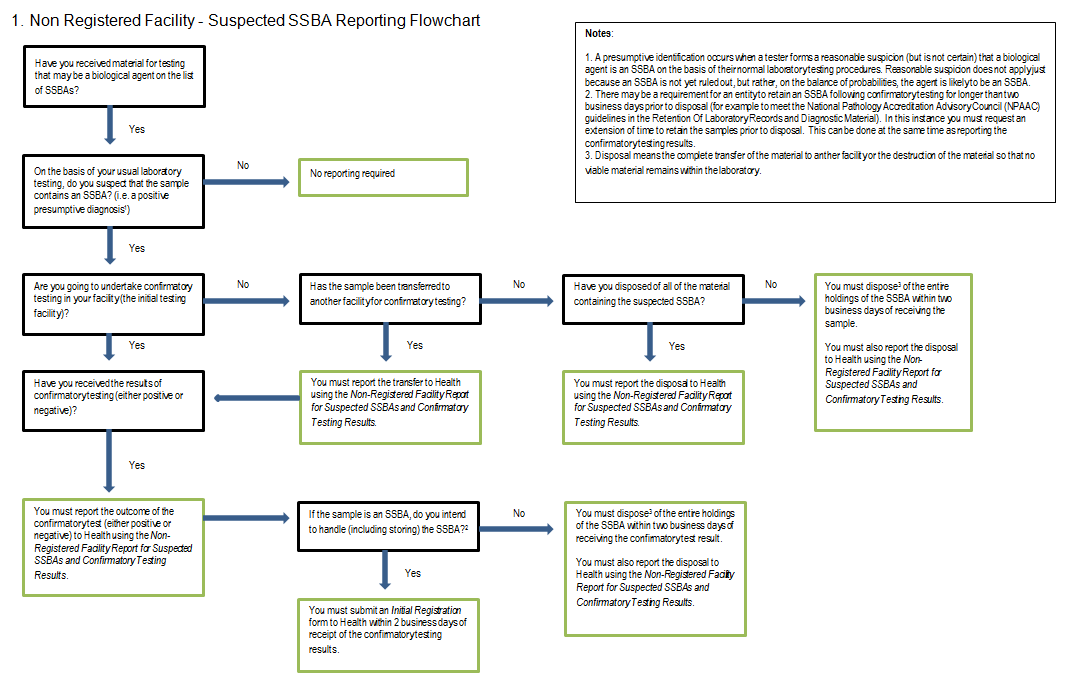 1. Non Registered Facility - Suspected SSBA Reporting Flowchart
Notes:
1. A presumptive identification occurs when a tester forms a reasonable suspicion (but is not certain) that a biological
agent is an SSBA on the basis of their normal laboratory testing procedures. Reasonable suspicion does not apply just
because an SSBA is not yet ruled out, but rather, on the balance of probabilities, the agent is likely to be an SSBA.
2. There may be a requirement for an entity to retain an SSBA following confirmatory testing for longer than two
business days prior to disposal (for example to meet the National Pathology Accreditation Advisory Council (NPAAC)
guidelines in the Retention Of Laboratory Records and Diagnostic Material). In this instance you must request an
extension of time to retain the samples prior to disposal. This can be done at the same time as reporting the
confirmatory testing results.
3. Disposal means the complete transfer of the material to anther facility or the destruction of the material so that no
viable material remains within the laboratory.
Have you received material for testing
that may be a biological agent on the list
of SSBAs?
Yes
On the basis of your usual laboratory
testing, do you suspect that the sample
contains an SSBA? (i.e. a positive
presumptive diagnosis¹)
No
No reporting required
Yes
Are you going to undertake confirmatory
testing in your facility (the initial testing
facility)?
No
Has the sample been transferred to
another facility for confirmatory testing?
No
Have you disposed of all of the material
containing the suspected SSBA?
No
You must dispose³ of the entire
holdings of the SSBA within two
business days of receiving the
sample.
You must also report the disposal
to Health using the Non-
Registered Facility Report for
Suspected SSBAs and
Confirmatory Testing Results.
Yes
Yes
Yes
Have you received the results of
confirmatory testing (either positive or
negative)?
You must report the transfer to Health
using the Non-Registered Facility Report
for Suspected SSBAs and Confirmatory
Testing Results.
You must report the disposal to Health
using the Non-Registered Facility Report
for Suspected SSBAs and Confirmatory
Testing Results.
Yes
You must report the outcome of the
confirmatory test (either positive or
negative) to Health using the Non-
Registered Facility Report for Suspected
SSBAs and Confirmatory Testing
Results.
If the sample is an SSBA, do you intend
to handle (including storing) the SSBA?²
No
You must dispose³ of the entire holdings
of the SSBA within two business days of
receiving the confirmatory test result.
You must also report the disposal to
Health using the Non-Registered Facility
Report for Suspected SSBAs and
Confirmatory Testing Results.
Yes
You must submit an Initial Registration
form to Health within 2 business days of
receipt of the confirmatory testing
results.